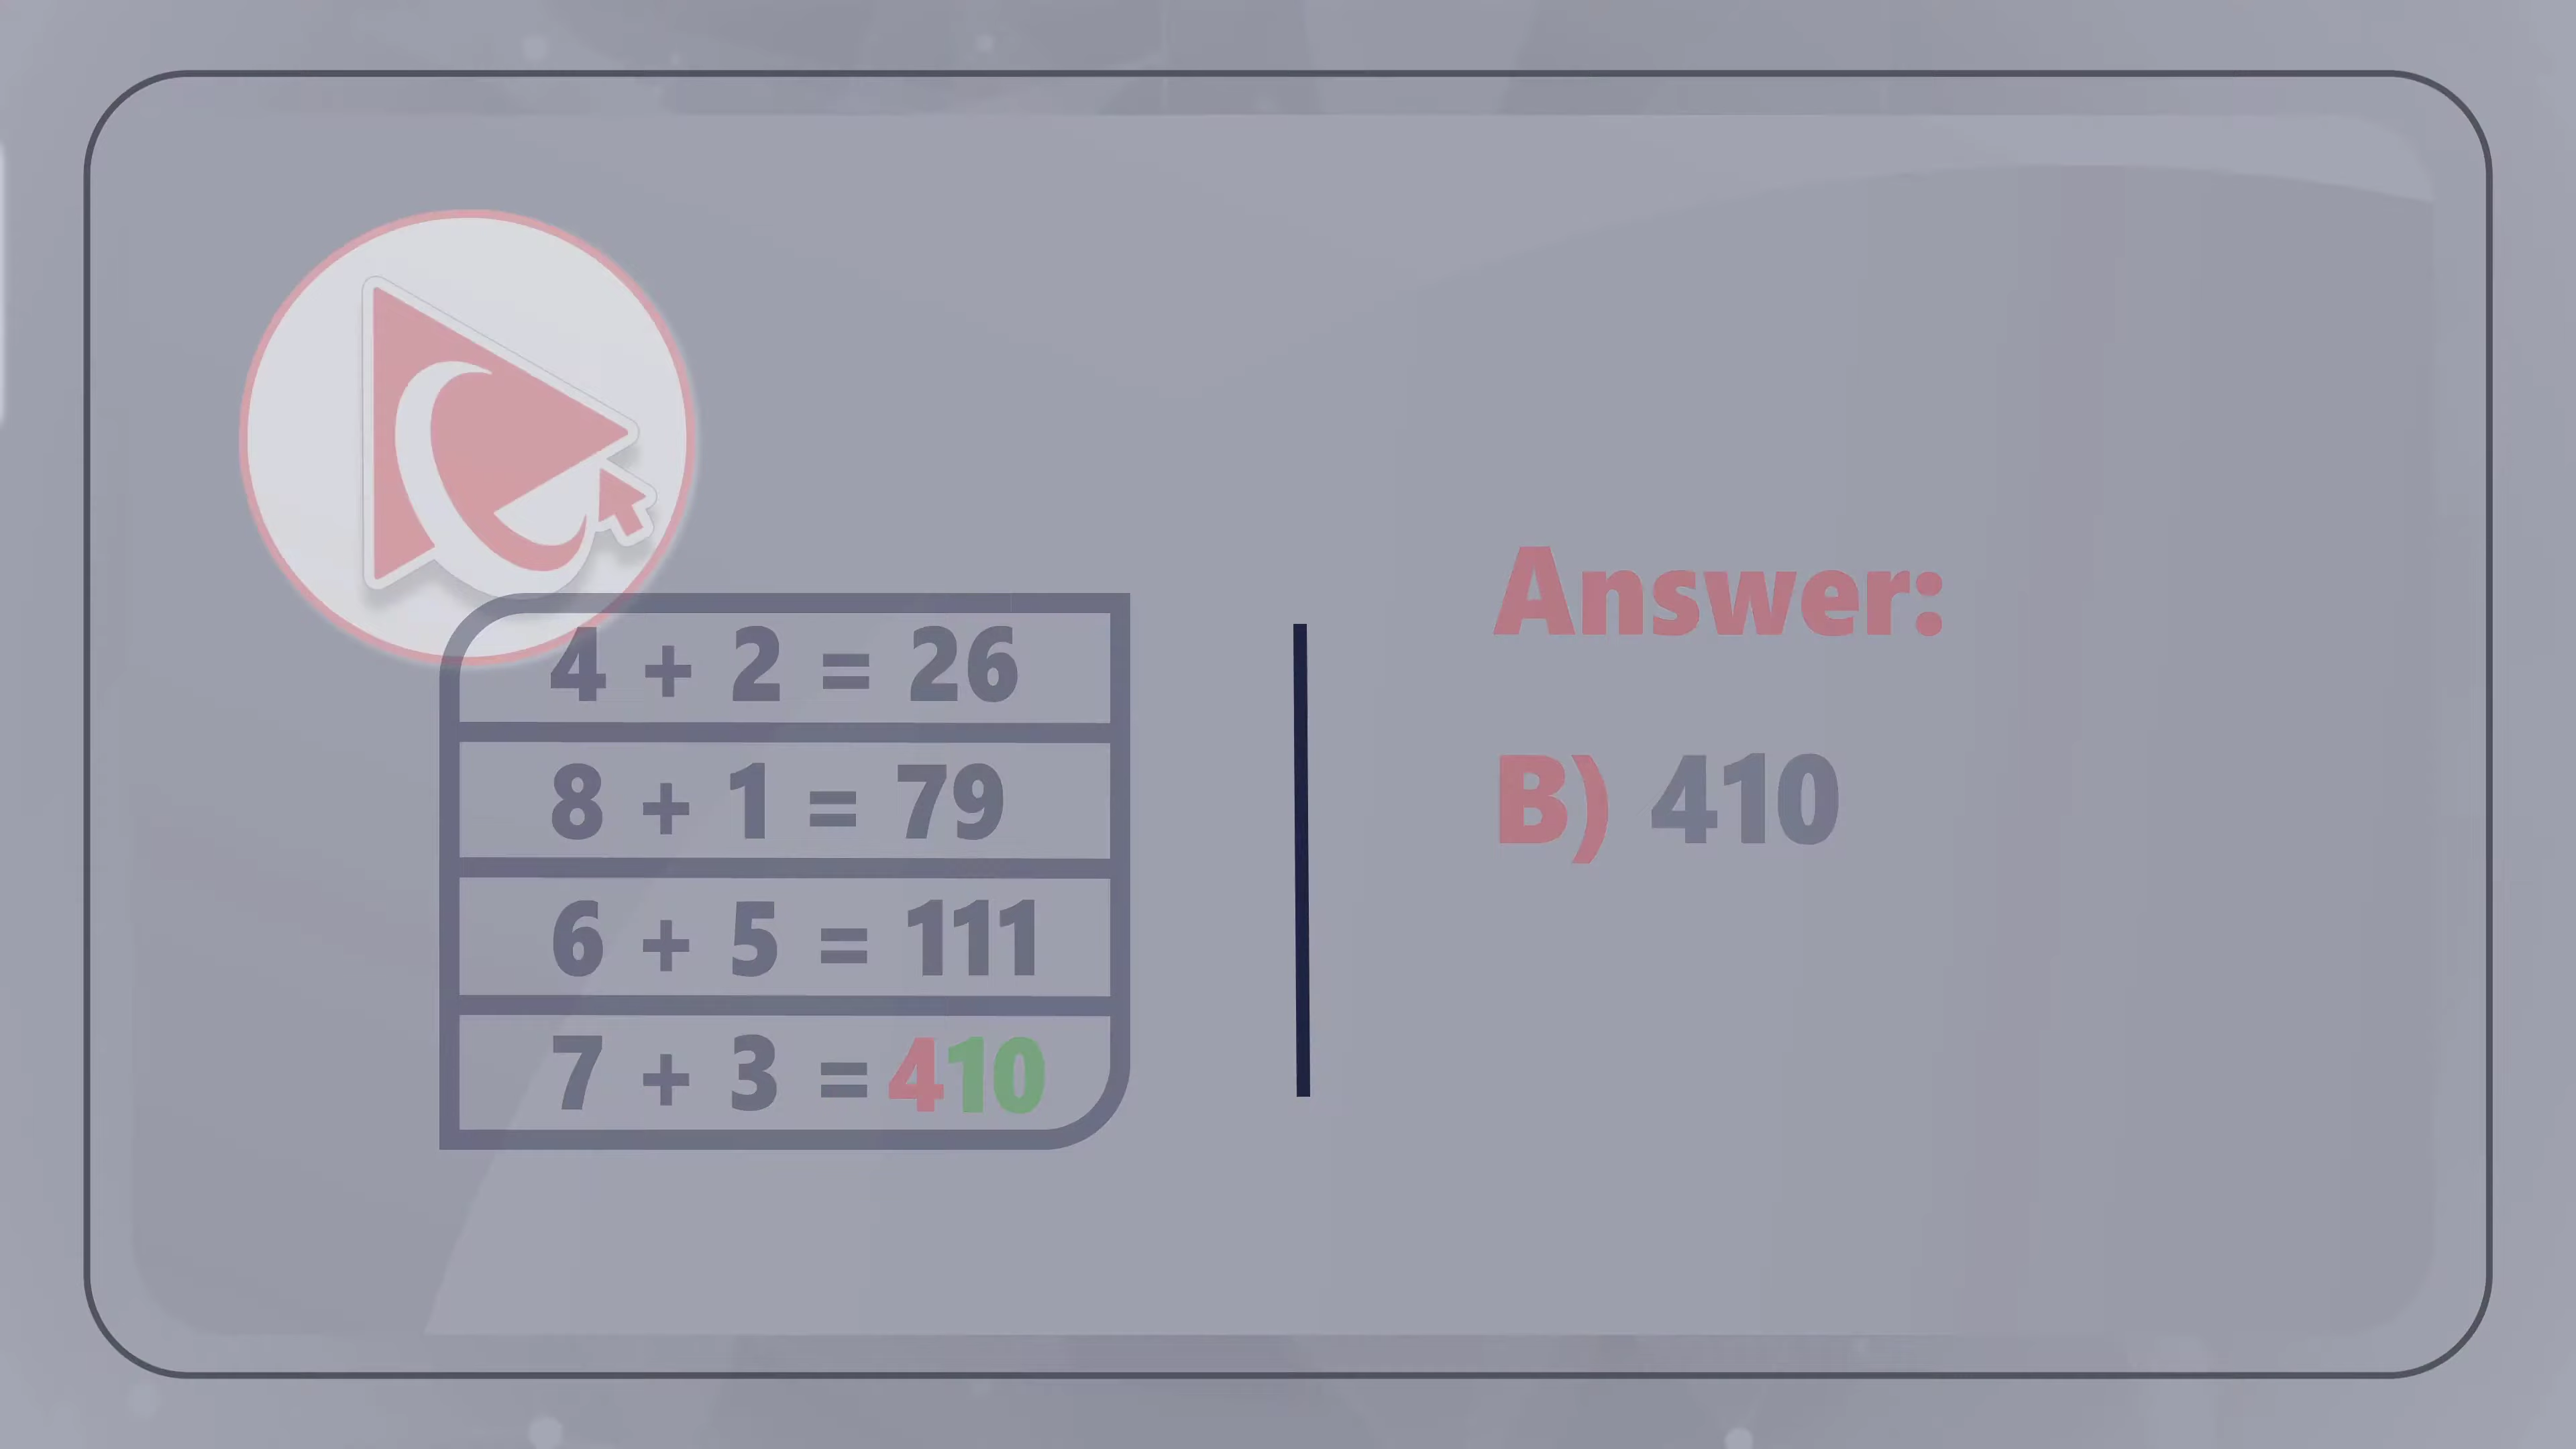 4 + 2 = 26
8 + 1 = 79
6 + 5 = 111
7 + 3 = 410
Answer:
B) 410